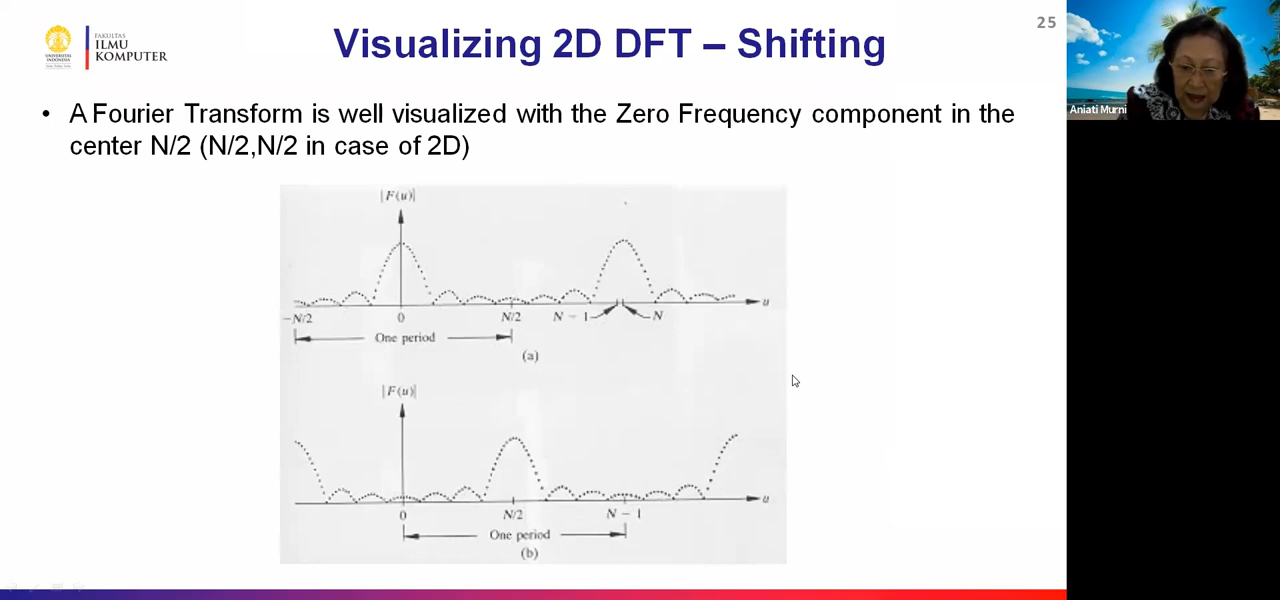 FAKULTAS
ILMU
KOMPUTER
UNIVERSITAS
INDONESIA
Visualizing 2D DFT – Shifting
25
Aniati Murni
• A Fourier Transform is well visualized with the Zero Frequency component in the
center N/2 (N/2,N/2 in case of 2D)
|F(u)|
u
−N/2 0 N/2 N − 1 N
One period
(a)
|F(u)|
u
0 N/2 N − 1
One period
(b)